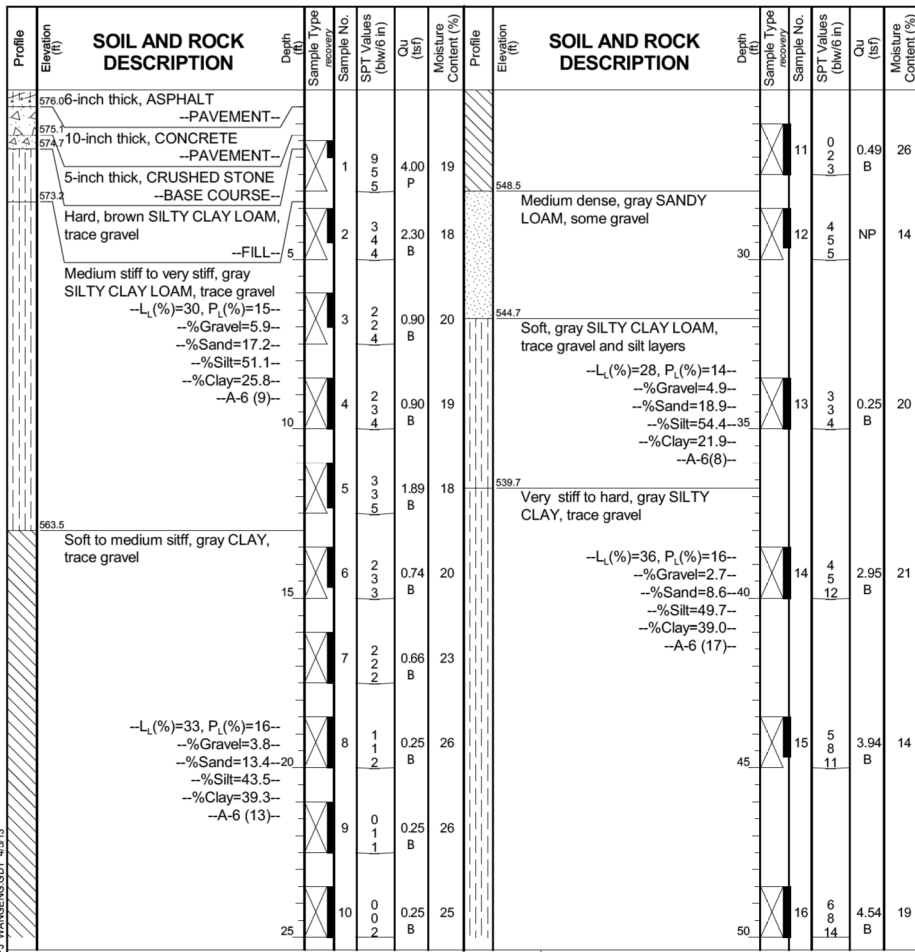 Profile
Elevation (ft)
SOIL AND ROCK DESCRIPTION
Depth (ft)
Sample Type
recovery
Sample No.
SPT Values (blw/6 in)
Qu (tsf)
Moisture Content (%)
Profile
Elevation (ft)
SOIL AND ROCK DESCRIPTION
Depth (ft)
Sample Type
recovery
Sample No.
SPT Values (blw/6 in)
Qu (tsf)
Moisture Content (%)
576.0 6-inch thick, ASPHALT
--PAVEMENT--
575.1
10-inch thick, CONCRETE
574.7
--PAVEMENT--
5-inch thick, CRUSHED STONE
--BASE COURSE--
1 9 5 5 4.00 P 19
573.2
Hard, brown SILTY CLAY LOAM,
trace gravel
--FILL-- 5
2 3 4 4 2.30 B 18
Medium stiff to very stiff, gray
SILTY CLAY LOAM, trace gravel
--LL(%)=30, PL(%)=15--
--%Gravel=5.9--
--%Sand=17.2--
--%Silt=51.1--
--%Clay=25.8--
--A-6 (9)--
3 2 2 4 0.90 B 20
10
4 2 3 4 0.90 B 19
5 3 3 5 1.89 B 18
563.5
Soft to medium sitff, gray CLAY,
trace gravel
15
6 2 3 3 0.74 B 20
7 2 2 2 0.66 B 23
--LL(%)=33, PL(%)=16--
--%Gravel=3.8--
--%Sand=13.4-- 20
--%Silt=43.5--
--%Clay=39.3--
--A-6 (13)--
8 1 1 2 0.25 B 26
9 0 1 1 0.25 B 26
25
10 0 0 2 0.25 B 25
11 0 2 3 0.49 B 26
548.5
Medium dense, gray SANDY
LOAM, some gravel
30
12 4 5 5 NP 14
544.7
Soft, gray SILTY CLAY LOAM,
trace gravel and silt layers
--LL(%)=28, PL(%)=14--
--%Gravel=4.9--
--%Sand=18.9--
--%Silt=54.4-- 35
--%Clay=21.9--
--A-6(8)--
13 3 3 4 0.25 B 20
539.7
Very stiff to hard, gray SILTY
CLAY, trace gravel
--LL(%)=36, PL(%)=16--
--%Gravel=2.7--
--%Sand=8.6-- 40
--%Silt=49.7--
--%Clay=39.0--
--A-6 (17)--
14 4 5 12 2.95 B 21
45
15 5 8 11 3.94 B 14
50
16 6 8 14 4.54 B 19